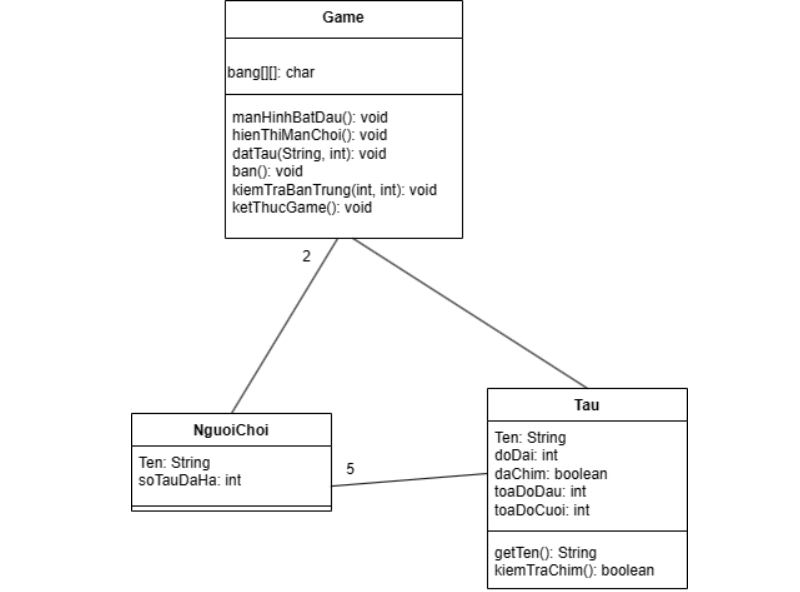 Game
bang[][]: char
manHinhBatDau(): void
hienThiManChoi(): void
datTau(String, int): void
ban(): void
kiemTraBanTrung(int, int): void
ketThucGame(): void
2
NguoiChoi
Ten: String
soTauDaHa: int
5
Tau
Ten: String
doDai: int
daChim: boolean
toaDoDau: int
toaDoCuoi: int
getTen(): String
kiemTraChim(): boolean